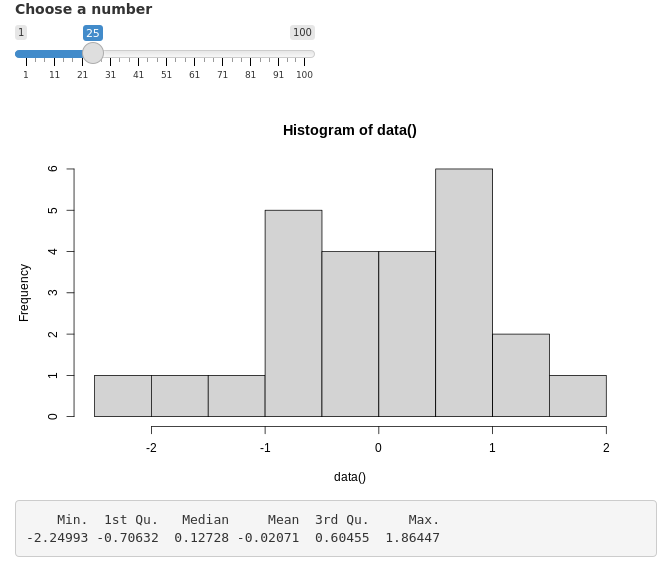 Choose a number
1 25 100
1 11 21 31 41 51 61 71 81 91 100
Histogram of data()
Frequency
6
5
4
3
2
1
0
-2 -1 0 1 2
data()
Min. 1st Qu. Median Mean 3rd Qu. Max.
-2.24993 -0.70632 0.12728 -0.02071 0.60455 1.86447